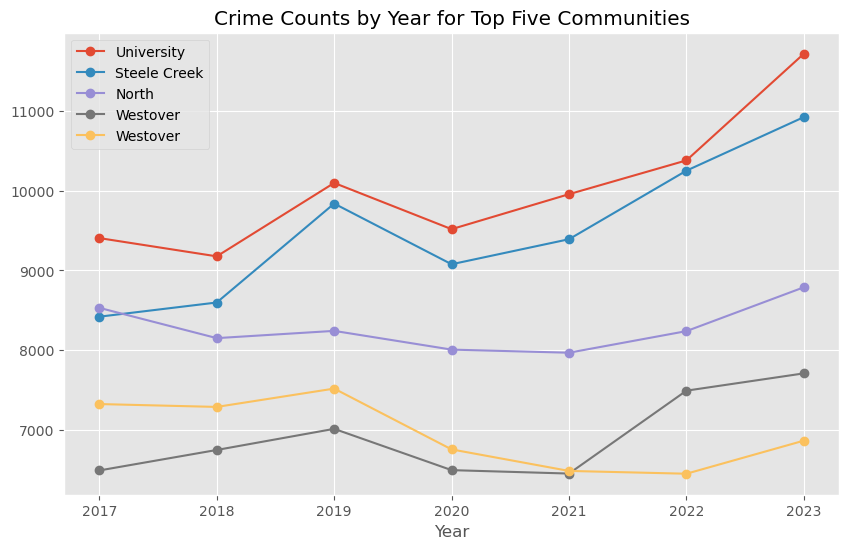 Crime Counts by Year for Top Five Communities
University
Steele Creek
North
Westover
Westover
11000
10000
9000
8000
7000
2017 2018 2019 2020 2021 2022 2023
Year